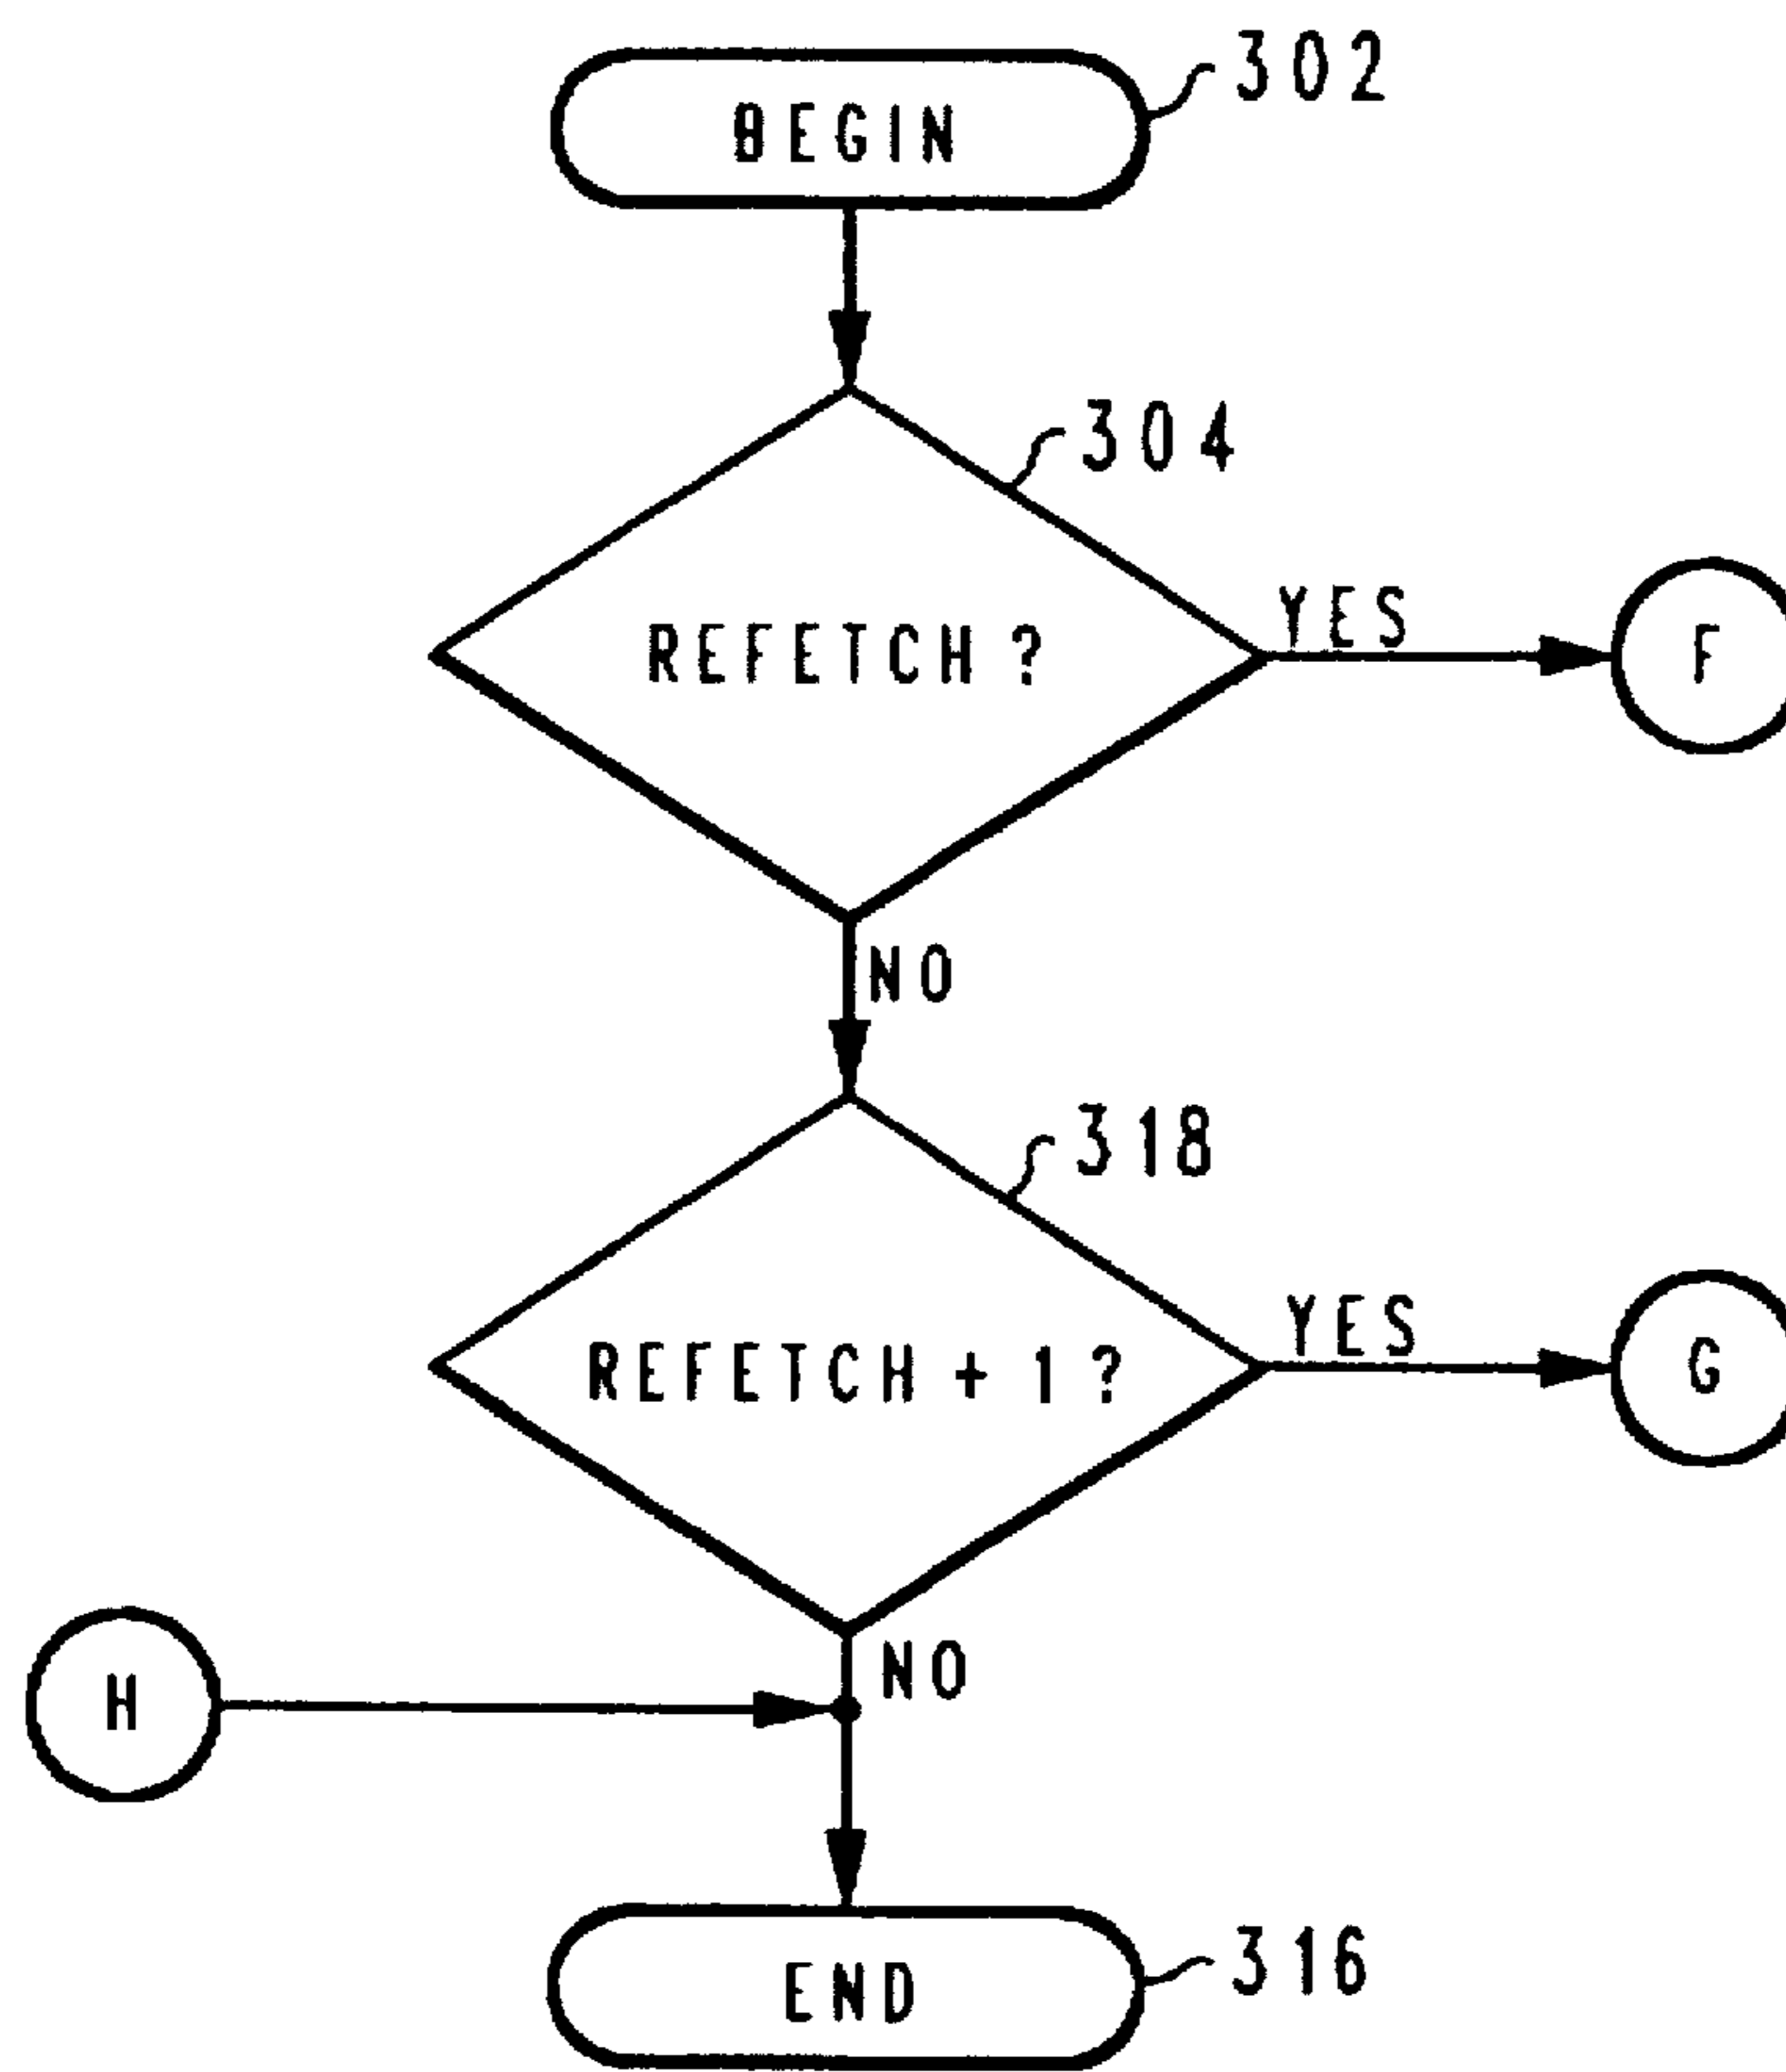 302
BEGIN
304
REFETCH ?
YES
F
NO
318
REFETCH + 1 ?
YES
G
NO
H
END
316